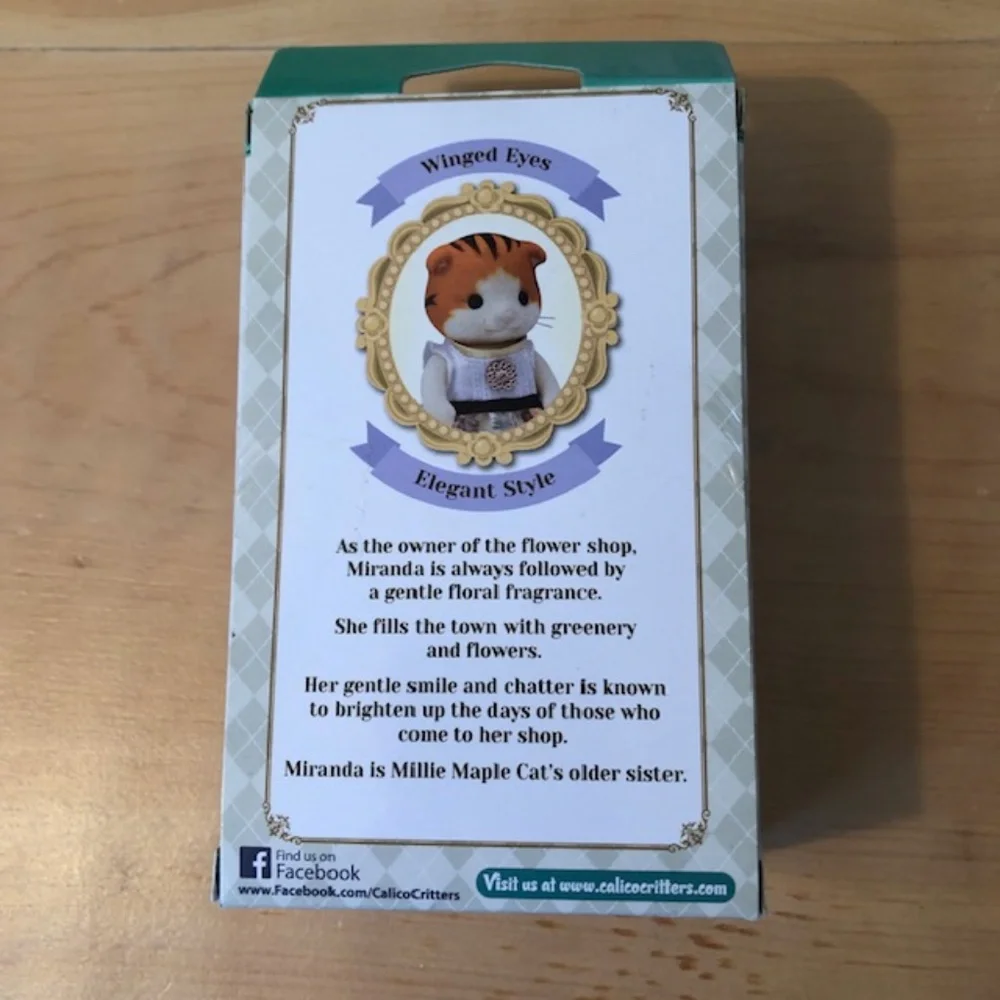 Winged Eyes
Elegant Style
As the owner of the flower shop,
Miranda is always followed by
a gentle floral fragrance.
She fills the town with greenery
and flowers.
Her gentle smile and chatter is known
to brighten up the days of those who
come to her shop.
Miranda is Millie Maple Cat's older sister.
f Find us on
Facebook
www.Facebook.com/CalicoCritters
Visit us at www.calicocritters.com